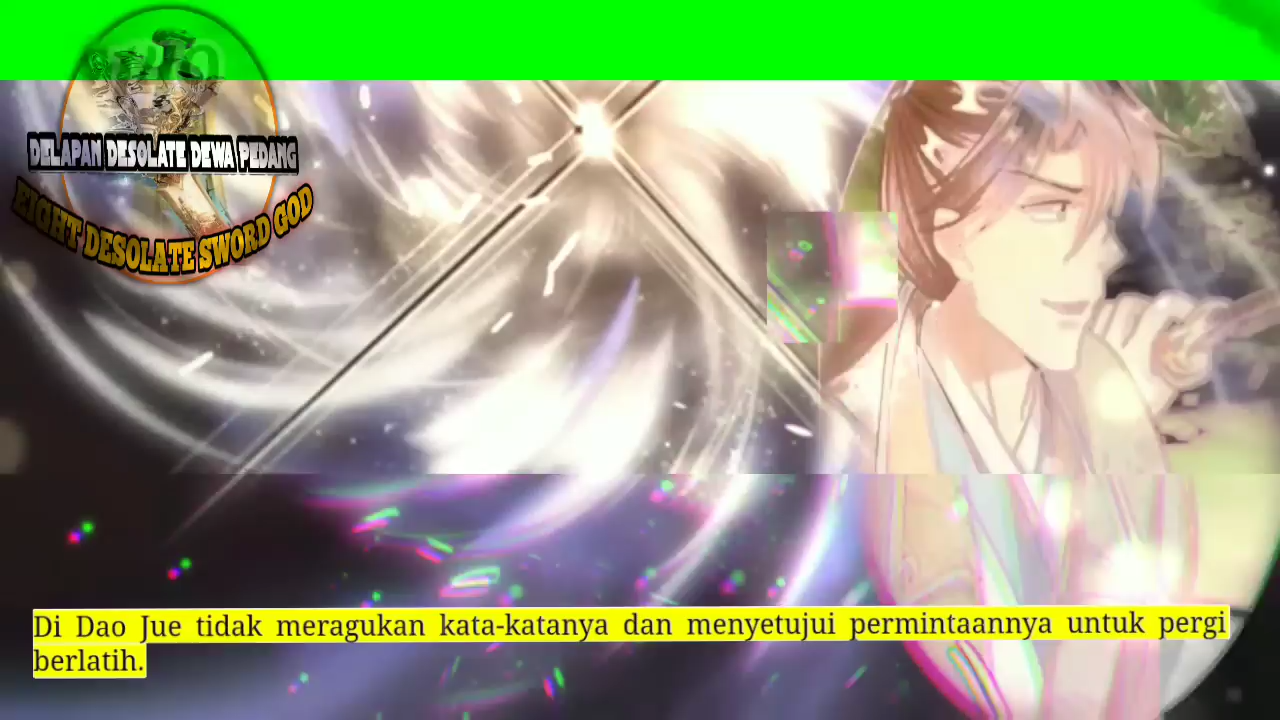 DELAPAN DESOLATE DEWA PEDANG
EIGHT DESOLATE SWORD GOD
Di Dao Jue tidak meragukan kata-katanya dan menyetujui permintaannya untuk pergi
berlatih.